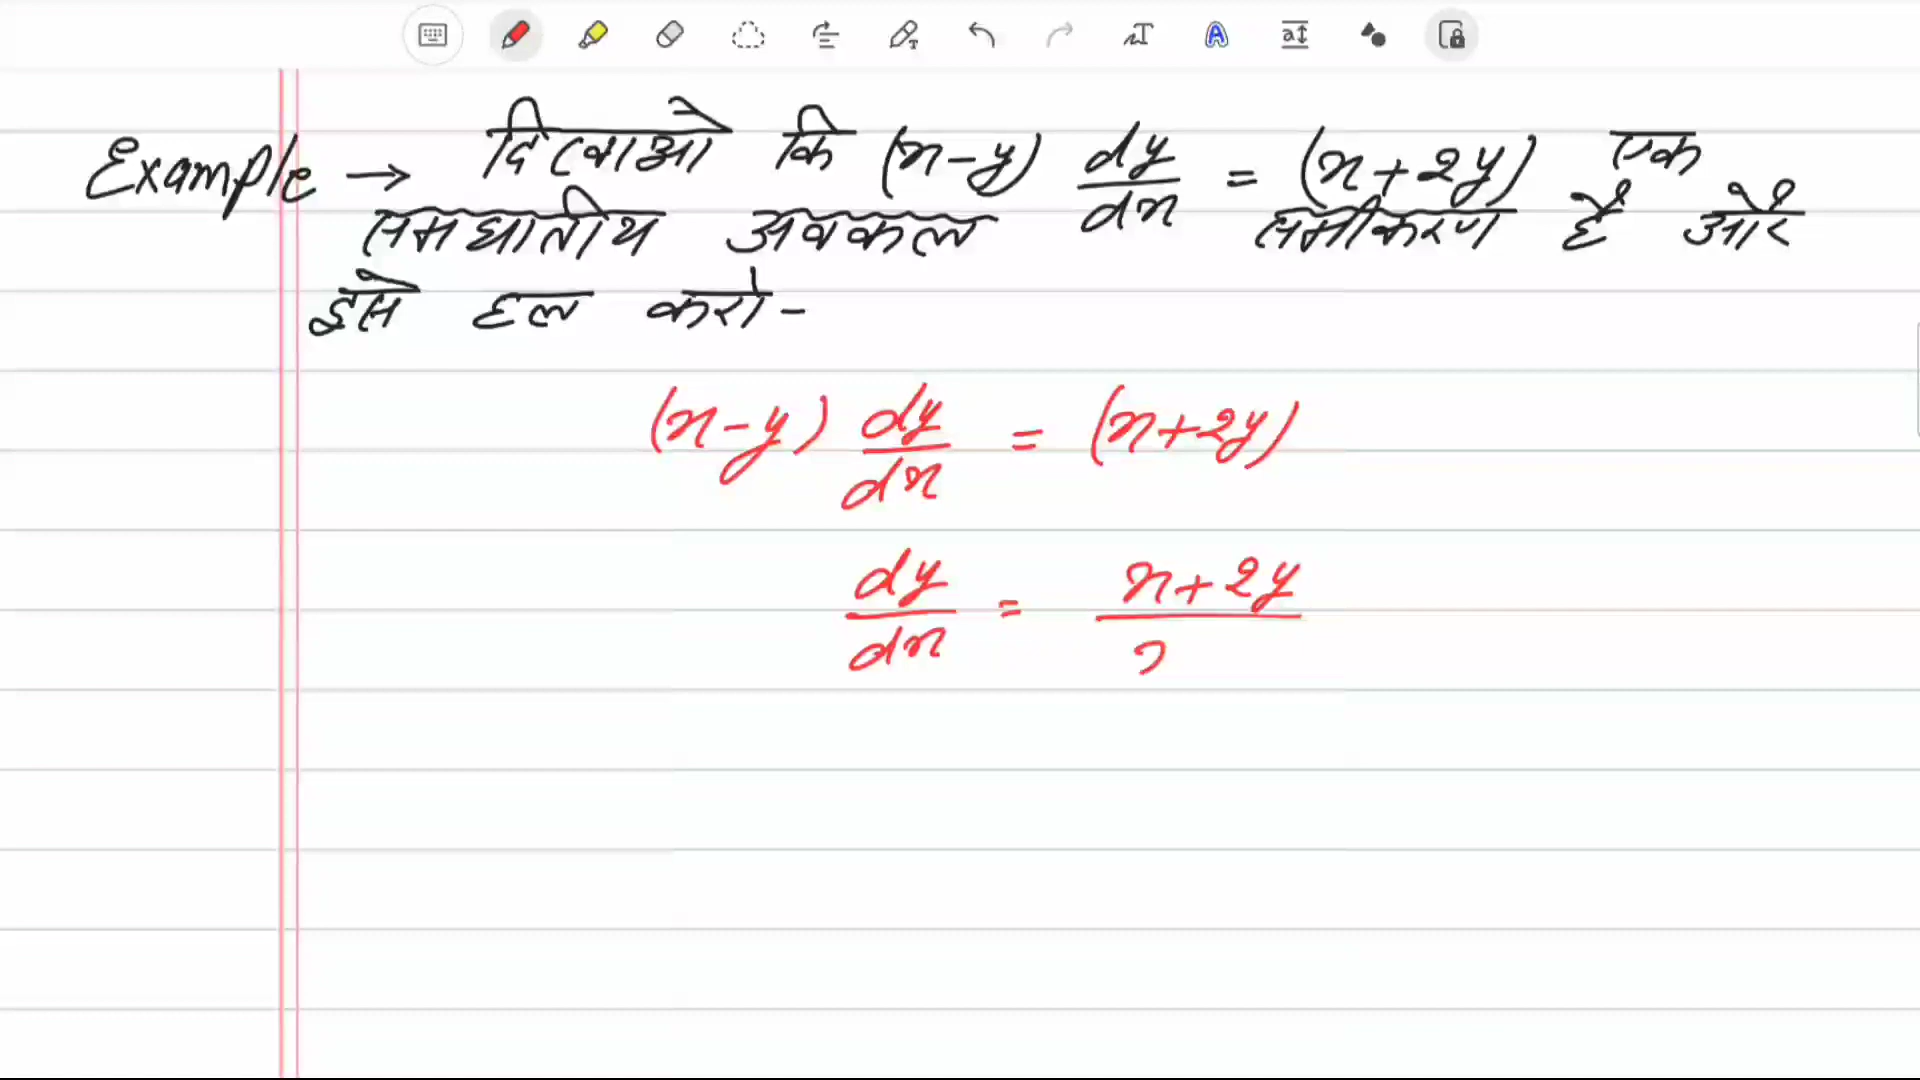 Example → दिखाओ कि (x-y) dy/dx = (x+2y) एक
समघातीय अवकल समीकरण है और
इसे हल करो-
(x-y) dy/dx = (x+2y)
dy/dx = x+2y